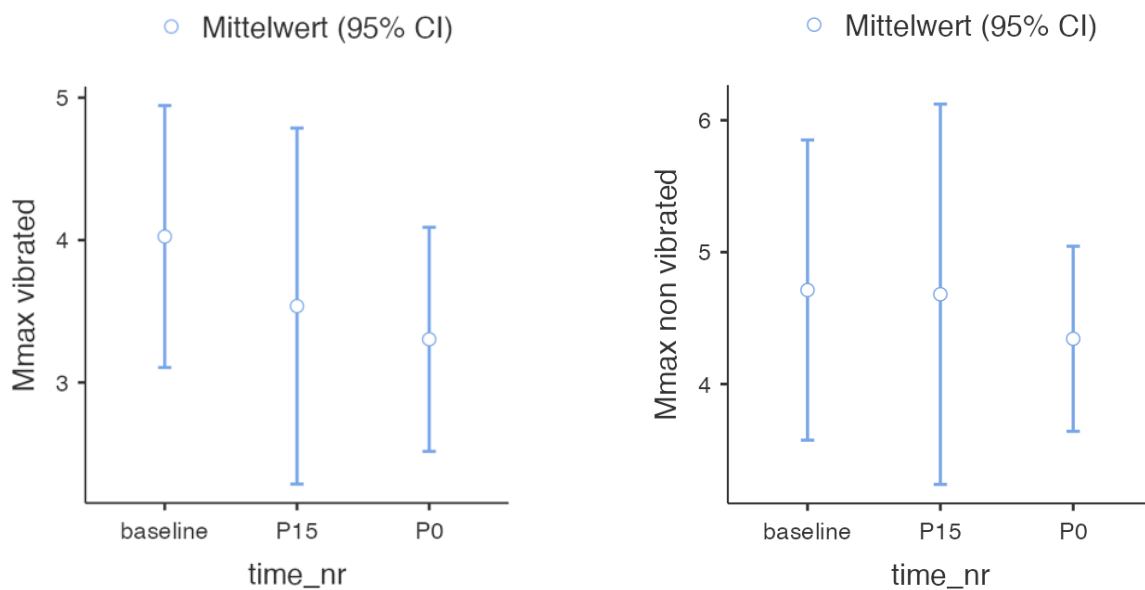 Mittelwert (95% CI)
Mmax vibrated
5
4
3
baseline P15 P0
time_nr
Mittelwert (95% CI)
Mmax non vibrated
6
5
4
baseline P15 P0
time_nr